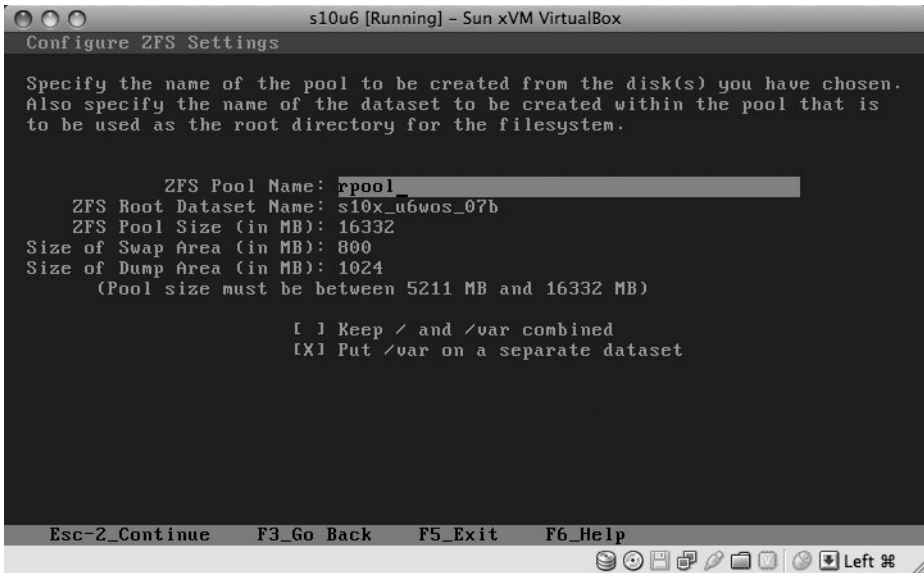 s10u6 [Running] - Sun xVM VirtualBox
Configure ZFS Settings
Specify the name of the pool to be created from the disk(s) you have chosen.
Also specify the name of the dataset to be created within the pool that is
to be used as the root directory for the filesystem.
ZFS Pool Name: rpool_
ZFS Root Dataset Name: s10x_u6wos_07b
ZFS Pool Size (in MB): 16332
Size of Swap Area (in MB): 800
Size of Dump Area (in MB): 1024
(Pool size must be between 5211 MB and 16332 MB)
[ ] Keep / and /var combined
[X] Put /var on a separate dataset
Esc-2_Continue F3_Go Back F5_Exit F6_Help
Left ⌘